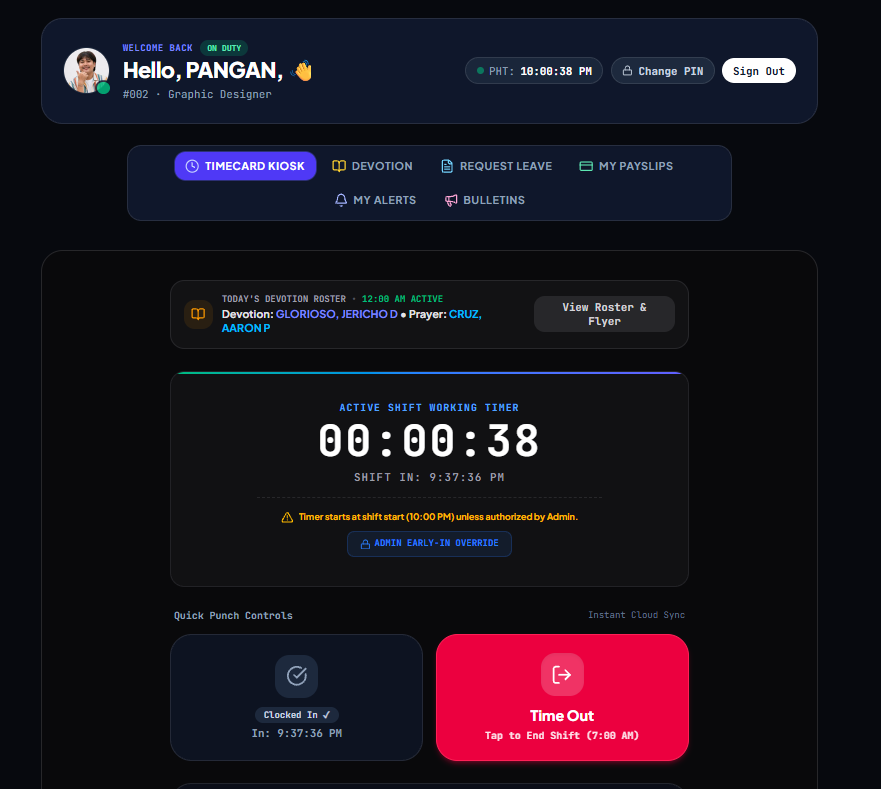 WELCOME BACK ON DUTY
Hello, PANGAN, 👋
#002 · Graphic Designer
PHT: 10:00:38 PM
Change PIN
Sign Out
TIMECARD KIOSK
DEVOTION
REQUEST LEAVE
MY PAYSLIPS
MY ALERTS
BULLETINS
TODAY'S DEVOTION ROSTER · 12:00 AM ACTIVE
Devotion: GLORIOSO, JERICHO D ● Prayer: CRUZ,
AARON P
View Roster &
Flyer
ACTIVE SHIFT WORKING TIMER
00:00:38
SHIFT IN: 9:37:36 PM
Timer starts at shift start (10:00 PM) unless authorized by Admin.
ADMIN EARLY-IN OVERRIDE
Quick Punch Controls
Instant Cloud Sync
Clocked In ✓
In: 9:37:36 PM
Time Out
Tap to End Shift (7:00 AM)